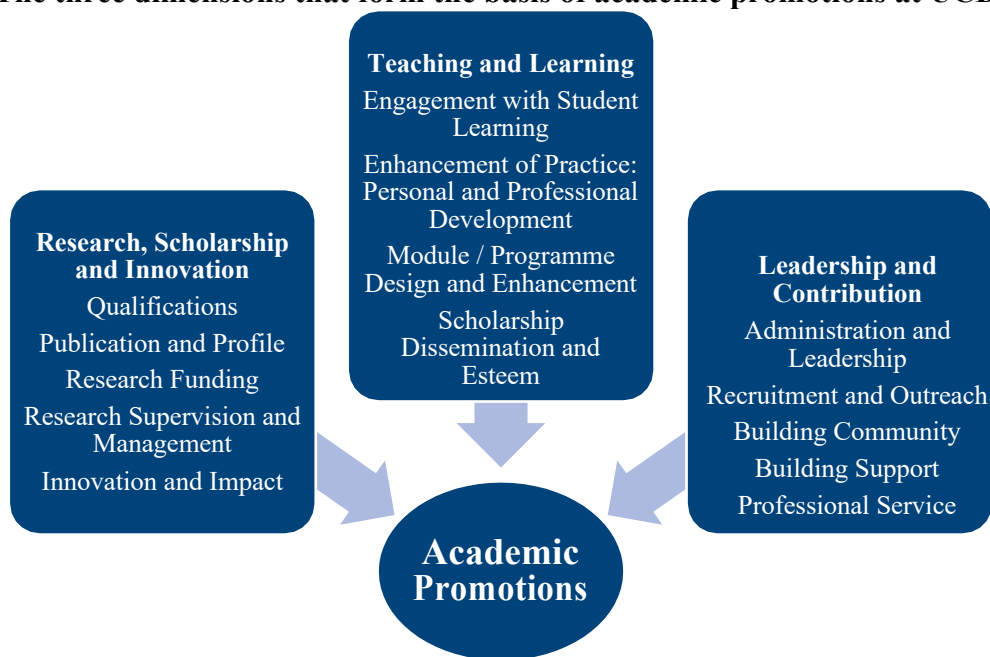 The three dimensions that form the basis of academic promotions at
Teaching and Learning
Engagement with Student
Learning
Enhancement of Practice:
Personal and Professional
Development
Module / Programme
Design and Enhancement
Scholarship
Dissemination and
Esteem
Research, Scholarship
and Innovation
Qualifications
Publication and Profile
Research Funding
Research Supervision and
Management
Innovation and Impact
Leadership and
Contribution
Administration and
Leadership
Recruitment and Outreach
Building Community
Building Support
Professional Service
Academic
Promotions